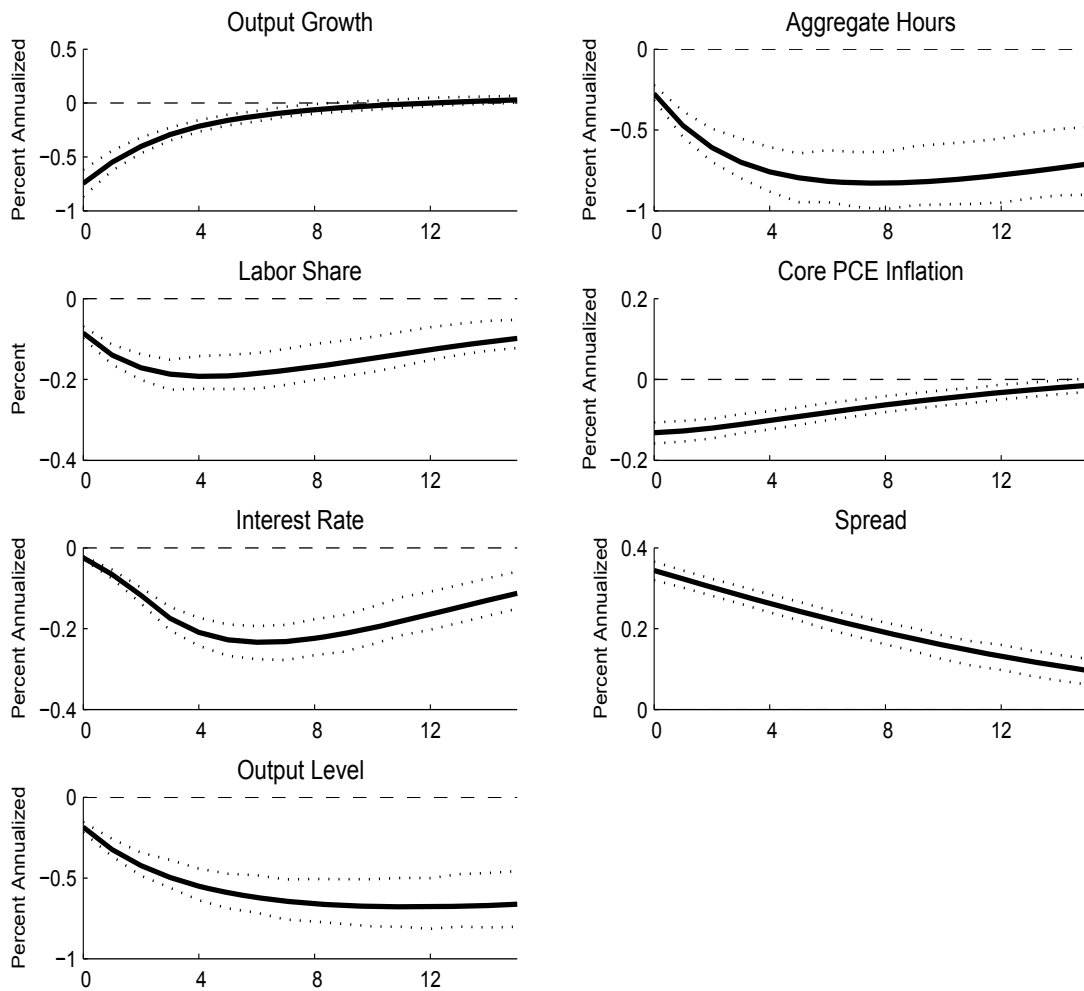 Output Growth
Percent Annualized
0.5
0
−0.5
−1
0 4 8 12
Aggregate Hours
Percent Annualized
0
−0.5
−1
0 4 8 12
Labor Share
Percent
0
−0.2
−0.4
0 4 8 12
Core PCE Inflation
Percent Annualized
0.2
0
−0.2
0 4 8 12
Interest Rate
Percent Annualized
0
−0.2
−0.4
0 4 8 12
Spread
Percent Annualized
0.4
0.2
0
0 4 8 12
Output Level
Percent Annualized
0
−0.5
−1
0 4 8 12